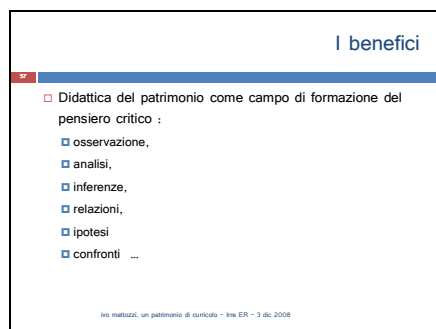 I benefici
57
Didattica del patrimonio come campo di formazione del
pensiero critico :
osservazione,
analisi,
inferenze,
relazioni,
ipotesi
confronti ...
ivo mattozzi, un patrimonio di curricolo - Irre ER - 3 dic 2008